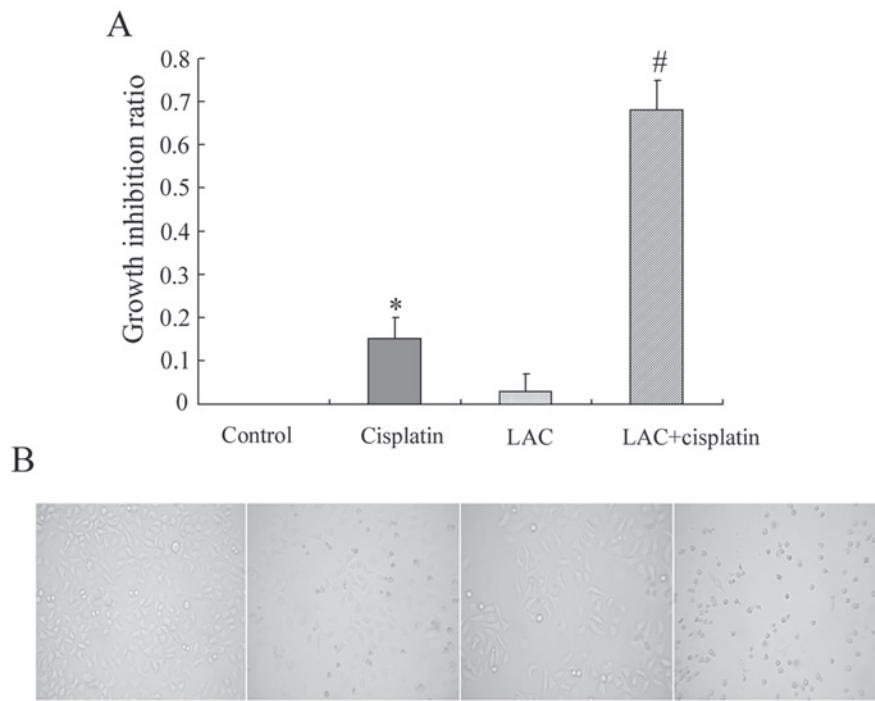 A
Growth inhibition ratio
0.8
0.7
0.6
0.5
0.4
0.3
0.2
0.1
0
*
#
Control Cisplatin LAC LAC+cisplatin
B